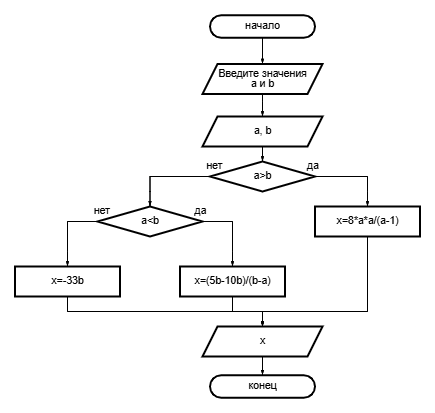 начало
Введите значения
a и b
a, b
нет
да
a>b
нет
да
a<b
x=8*a*a/(a-1)
x=-33b
x=(5b-10b)/(b-a)
x
конец